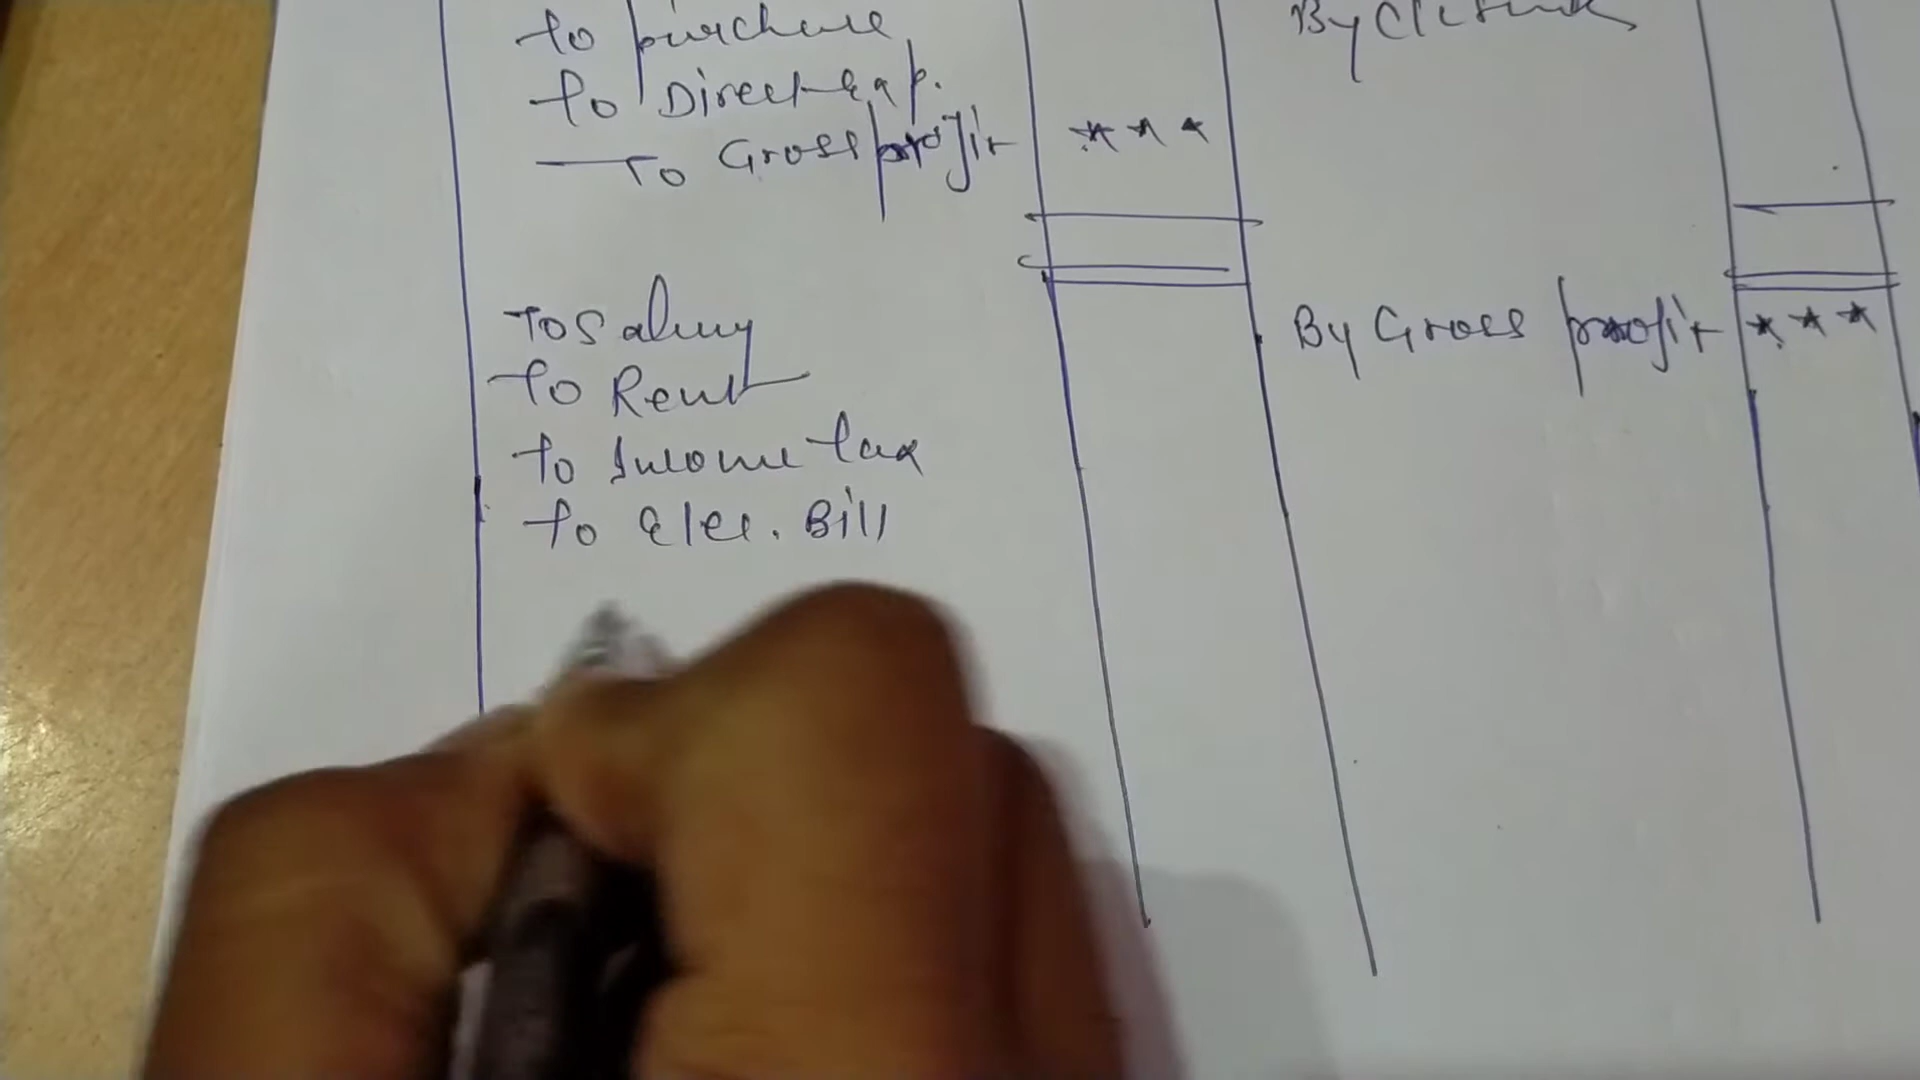 To purchase
To Direct Exp.
To Gross profit
* * *
By
To Salary
To Rent
To Income tax
To Elec. Bill
By Gross profit
* * *